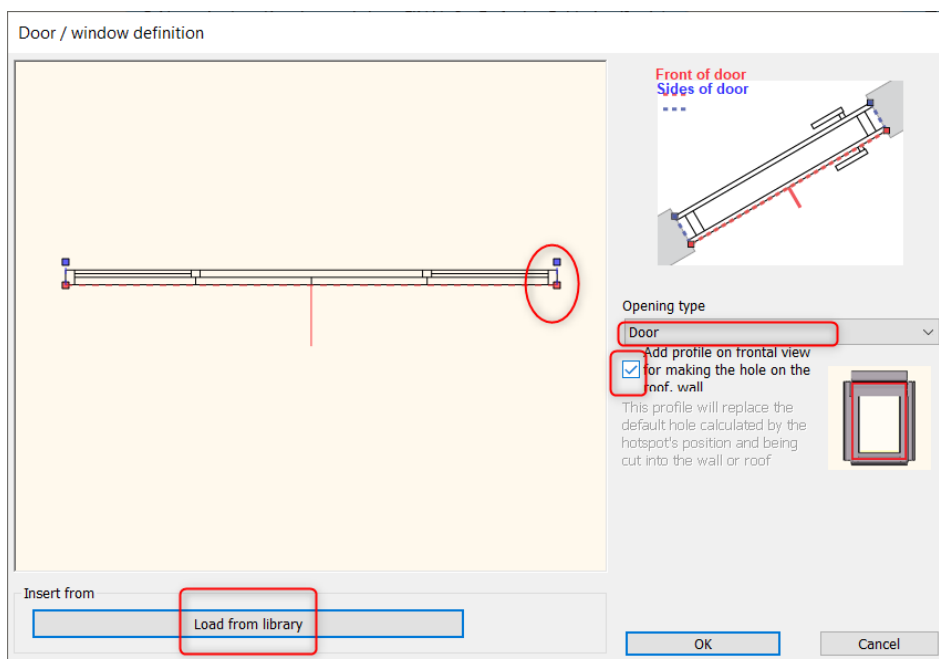 Door / window definition
Front of door
Sides of door
Opening type
Door
Add profile on frontal view
for making the hole on the
roof, wall
This profile will replace the
default hole calculated by the
hotspot's position and being
cut into the wall or roof
Insert from
Load from library
OK
Cancel